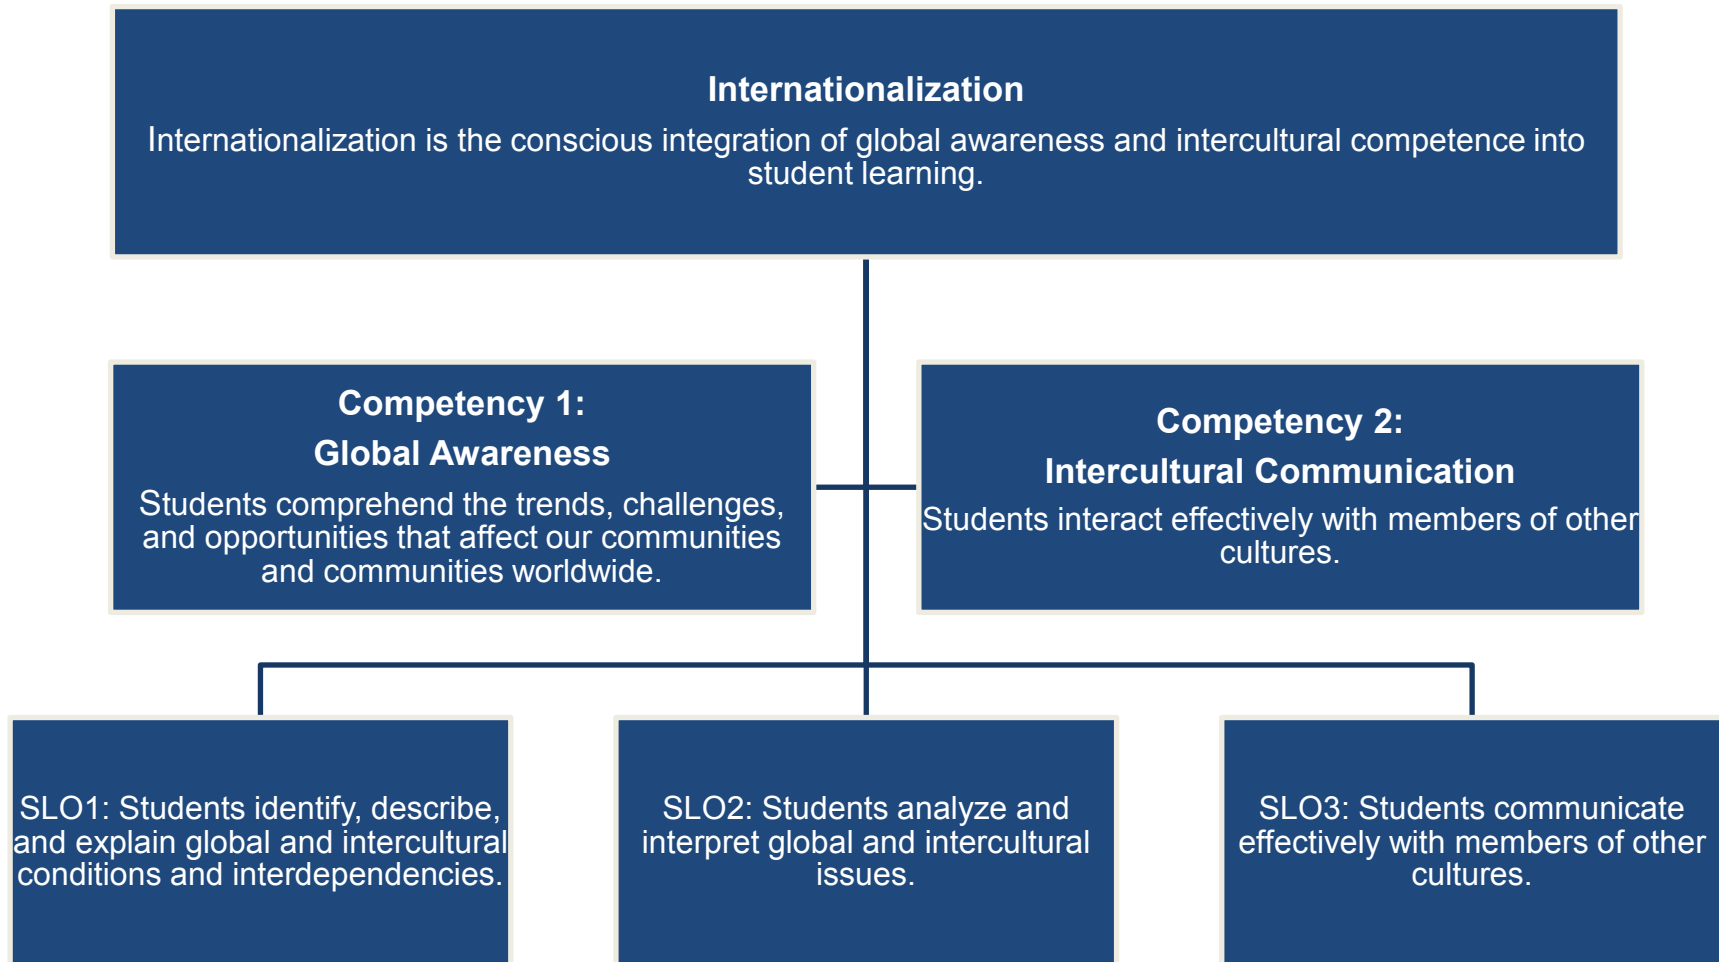 Internationalization
Internationalization is the conscious integration of global awareness and intercultural competence into
student learning.
Competency 1:
Global Awareness
Students comprehend the trends, challenges,
and opportunities that affect our communities
and communities worldwide.
Competency 2:
Intercultural Communication
Students interact effectively with members of other
cultures.
SLO1: Students identify, describe,
and explain global and intercultural
conditions and interdependencies.
SLO2: Students analyze and
interpret global and intercultural
issues.
SLO3: Students communicate
effectively with members of other
cultures.